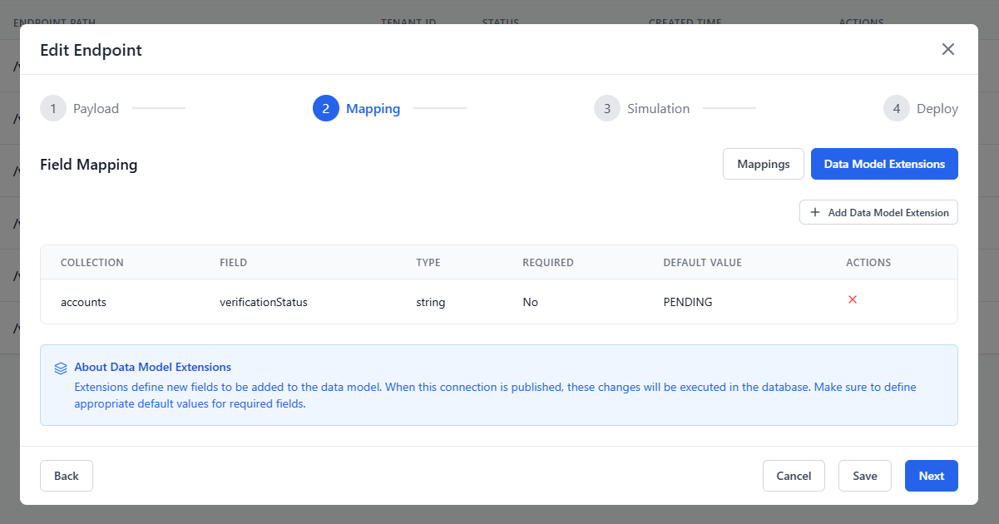 ENDPOINT PATH TENANT ID STATUS CREATED TIME ACTIONS
Edit Endpoint
1 Payload 2 Mapping 3 Simulation 4 Deploy
Field Mapping Mappings Data Model Extensions
Add Data Model Extension
COLLECTION FIELD TYPE REQUIRED DEFAULT VALUE ACTIONS
accounts verificationStatus string No PENDING
About Data Model Extensions
Extensions define new fields to be added to the data model. When this connection is published, these changes will be executed in the database. Make sure to define
appropriate default values for required fields.
Back Cancel Save Next